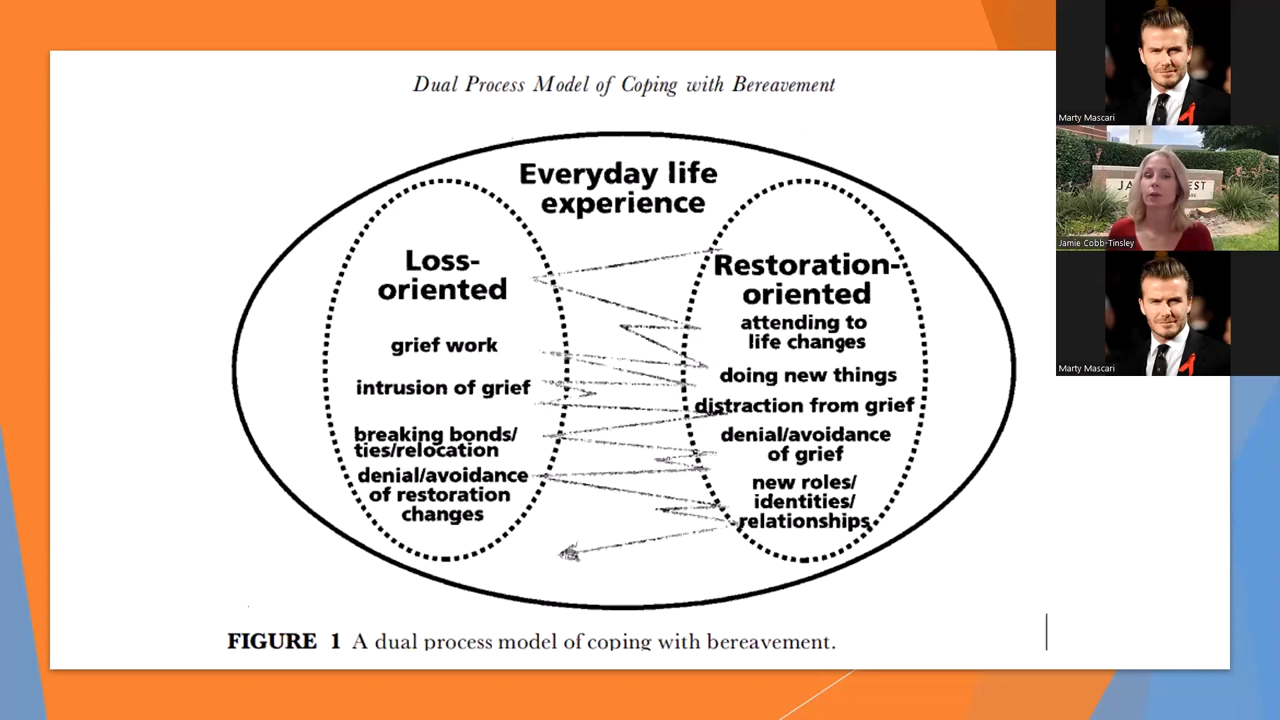 Dual Process Model of Coping with Bereavement
Everyday life
experience
Loss-
oriented
grief work
intrusion of grief
breaking bonds/
ties/relocation
denial/avoidance
of restoration
changes
Restoration-
oriented
attending to
life changes
doing new things
distraction from grief
denial/avoidance
of grief
new roles/
identities/
relationships
FIGURE 1 A dual process model of coping with bereavement.
Marty Mascari
Jamie Cobb-Tinsley
Marty Mascari